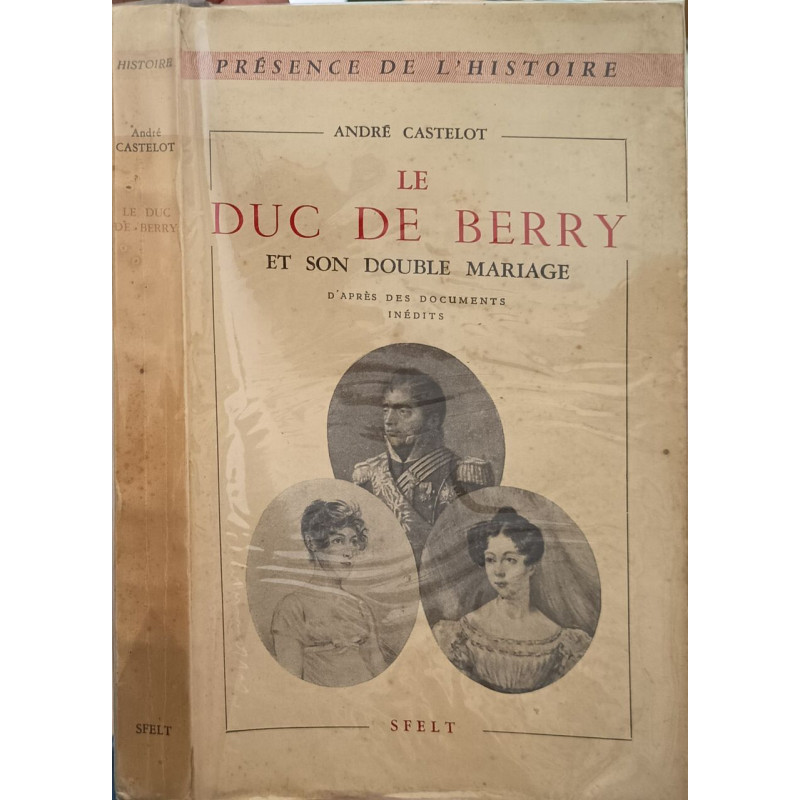 HISTOIRE
André
CASTELOT
LE DUC
DE BERRY
SFELT
PRÉSENCE DE L'HISTOIRE
ANDRÉ CASTELOT
LE
DUC DE BERRY
ET SON DOUBLE MARIAGE
D'APRÈS DES DOCUMENTS
INÉDITS
SFELT